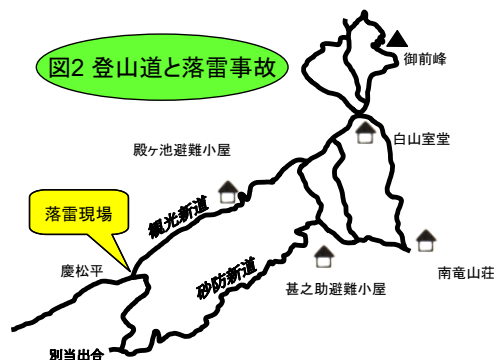 図2 登山道と落雷事故
御前峰
白山室堂
殿ヶ池避難小屋
落雷現場
観光新道
慶松平
砂防新道
南竜山荘
甚之助避難小屋
別当出合